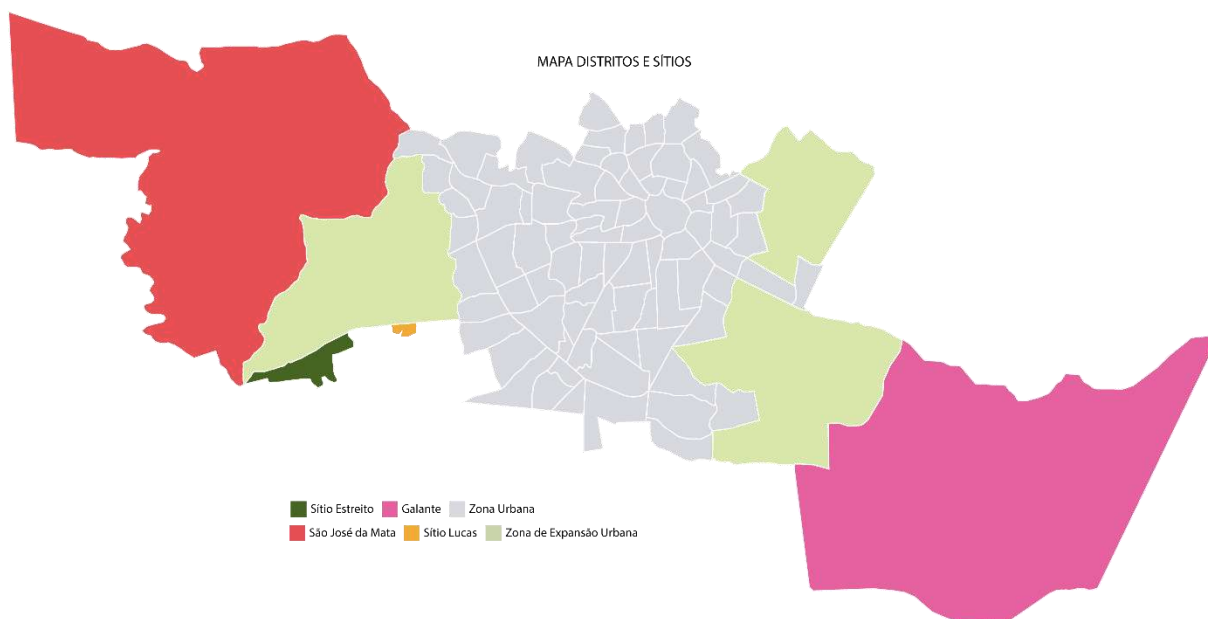 MAPA DISTRITOS E SÍTIOS
Sítio Estreito Galante Zona Urbana
São José da Mata Sítio Lucas Zona de Expansão Urbana